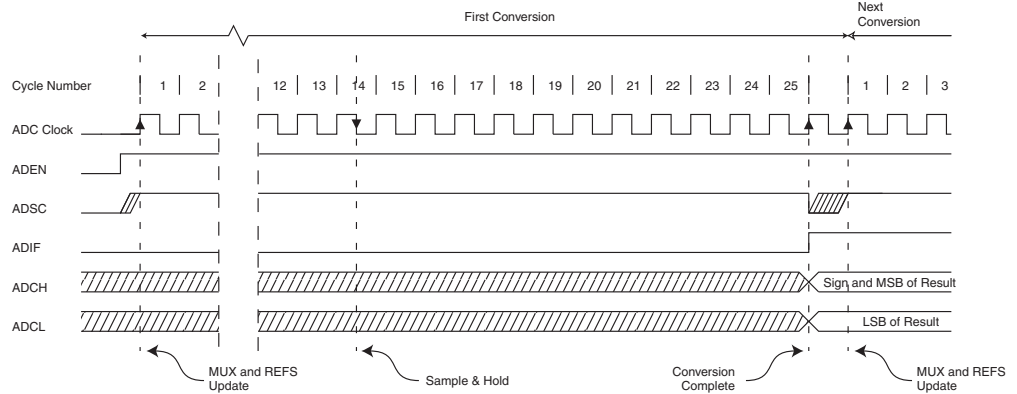 First Conversion
Next
Conversion
Cycle Number 1 2 12 13 14 15 16 17 18 19 20 21 22 23 24 25 1 2 3
ADC Clock
ADEN
ADSC
ADIF
ADCH Sign and MSB of Result
ADCL LSB of Result
MUX and REFS
Update
Sample & Hold
Conversion
Complete
MUX and REFS
Update